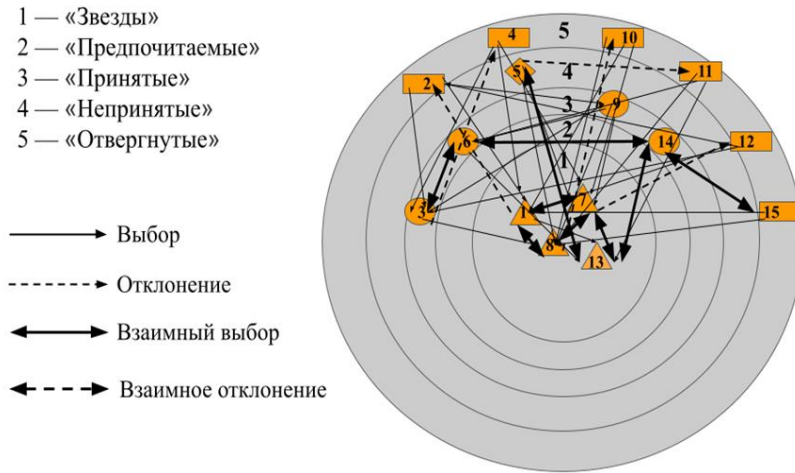 1 — «Звезды»
2 — «Предпочитаемые»
3 — «Принятые»
4 — «Непринятые»
5 — «Отвергнутые»
Выбор
Отклонение
Взаимный выбор
Взаимное отклонение
4
5
10
5
4
11
2
3
9
12
6
2
14
1
3
1
7
15
8
13